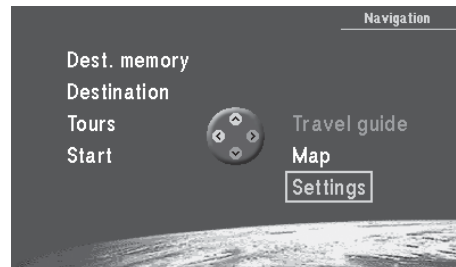 Navigation
Dest. memory
Destination
Tours
Start
Travel guide
Map
Settings